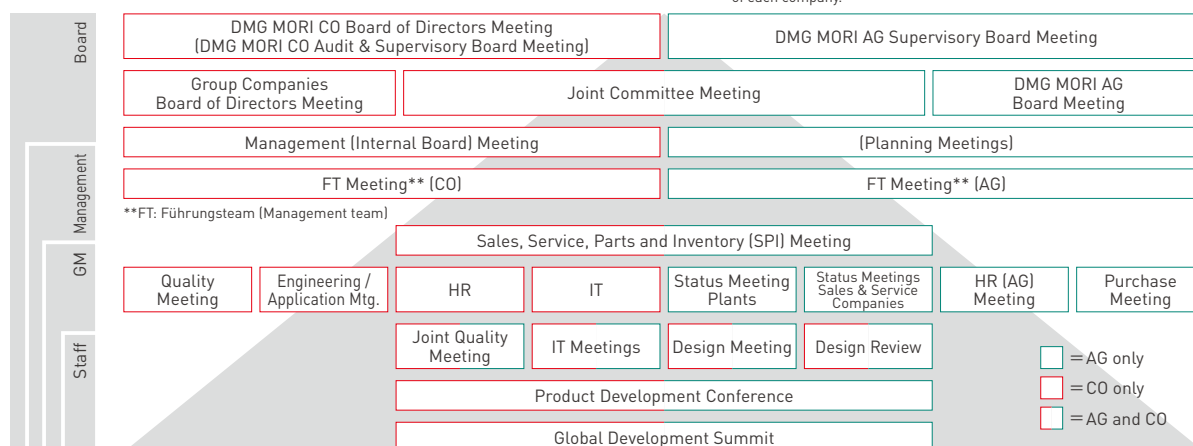 of each company.
Board
DMG MORI CO Board of Directors Meeting
(DMG MORI CO Audit & Supervisory Board Meeting)
DMG MORI AG Supervisory Board Meeting
Group Companies
Board of Directors Meeting
Joint Committee Meeting
DMG MORI AG
Board Meeting
Management
Management (Internal Board) Meeting
(Planning Meetings)
FT Meeting** (CO)
FT Meeting** (AG)
**FT: Führungsteam (Management team)
GM
Sales, Service, Parts and Inventory (SPI) Meeting
Quality
Meeting
Engineering /
Application Mtg.
HR
IT
Status Meeting
Plants
Status Meetings
Sales & Service
Companies
HR (AG)
Meeting
Purchase
Meeting
Staff
Joint Quality
Meeting
IT Meetings
Design Meeting
Design Review
Product Development Conference
Global Development Summit
=AG only
=CO only
=AG and CO